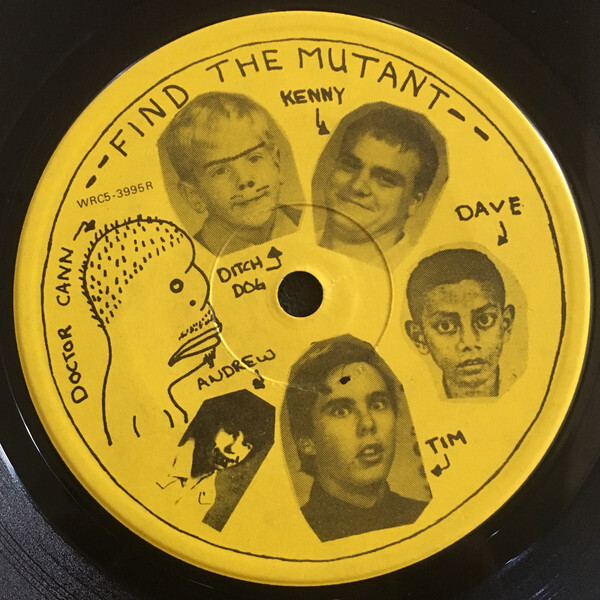 --FIND THE MUTANT--
KENNY
WRC5-3995R
DAVE
DOCTOR CANN
DITCH
DOG
ANDREW
TIM